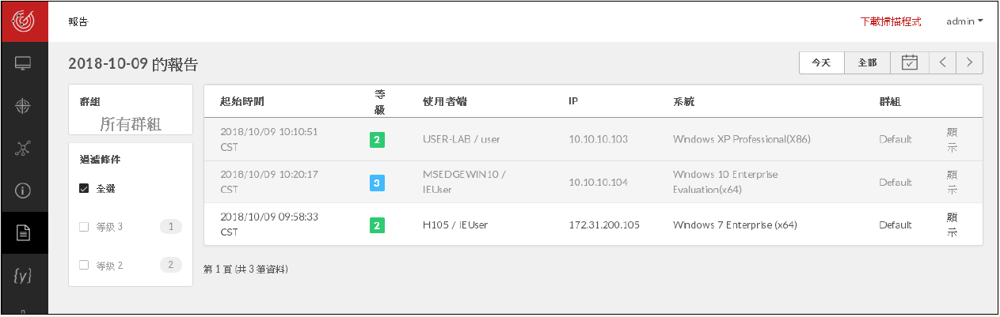 報告
下載掃描程式
admin
2018-10-09 的報告
今天
全部
群組
所有群組
過濾條件
全選
等級 3
1
等級 2
2
起始時間
等
級
使用者端
IP
系統
群組
2018/10/09 10:10:51
CST
2
USER-LAB / user
10.10.10.103
Windows XP Professional(X86)
Default
顯
示
2018/10/09 10:20:17
CST
3
MSEDGEWIN10 /
IEUser
10.10.10.104
Windows 10 Enterprise
Evaluation(x64)
Default
顯
示
2018/10/09 09:58:33
CST
2
H105 / IEUser
172.31.200.105
Windows 7 Enterprise (x64)
Default
顯
示
第 1 頁 (共 3 筆資料)
{y}